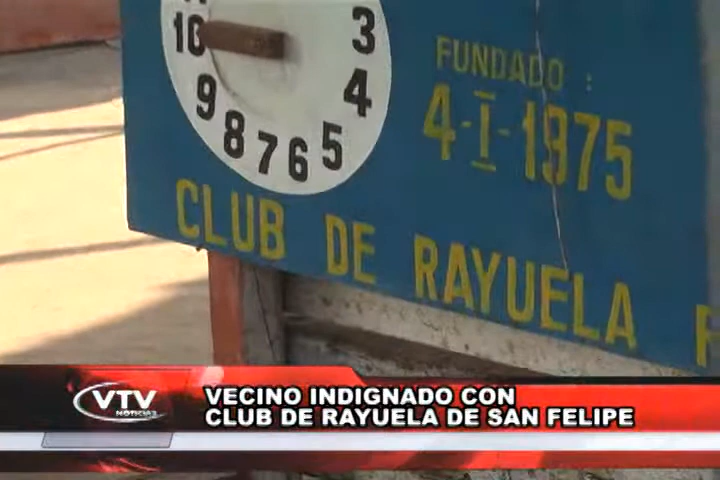 3
4
5
6
7
8
9
10
FUNDADO :
4-I-1975
CLUB DE RAYUELA
VTV
NOTICIAS
VECINO INDIGNADO CON
CLUB DE RAYUELA DE SAN FELIPE